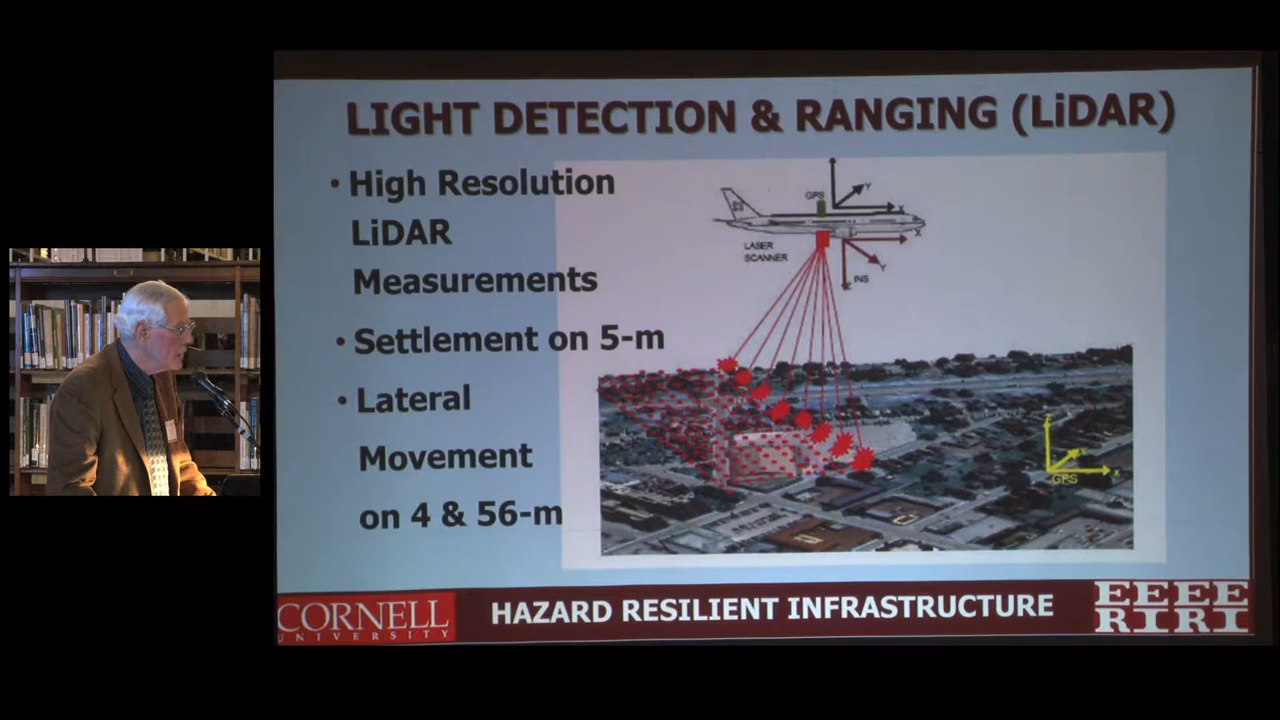 LIGHT DETECTION & RANGING (LiDAR)
• High Resolution
LiDAR
Measurements
• Settlement on 5-m
• Lateral
Movement
on 4 & 56-m
GPS
Y
X
LASER
SCANNER
X
Y
INS
Z
Y
X
GPS
CORNELL
UNIVERSITY
HAZARD RESILIENT INFRASTRUCTURE
EEEE
RIRI